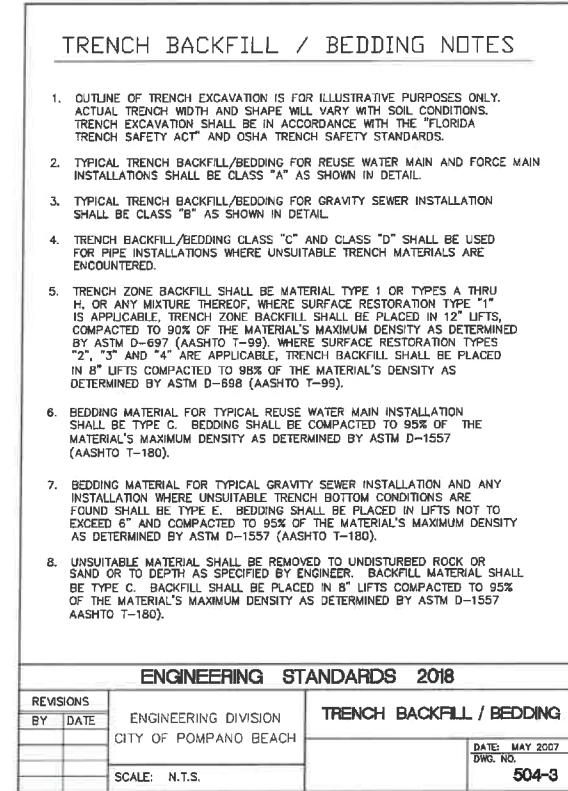 TRENCH BACKFILL / BEDDING NOTES
1. OUTLINE OF TRENCH EXCAVATION IS FOR ILLUSTRATIVE PURPOSES ONLY.
ACTUAL TRENCH WIDTH AND SHAPE WILL VARY WITH SOIL CONDITIONS.
TRENCH EXCAVATION SHALL BE IN ACCORDANCE WITH THE "FLORIDA
TRENCH SAFETY ACT" AND OSHA TRENCH SAFETY STANDARDS.
2. TYPICAL TRENCH BACKFILL/BEDDING FOR REUSE WATER MAIN AND FORCE MAIN
INSTALLATIONS SHALL BE CLASS "A" AS SHOWN IN DETAIL.
3. TYPICAL TRENCH BACKFILL/BEDDING FOR GRAVITY SEWER INSTALLATION
SHALL BE CLASS "B" AS SHOWN IN DETAIL.
4. TRENCH BACKFILL/BEDDING CLASS "C" AND CLASS "D" SHALL BE USED
FOR PIPE INSTALLATIONS WHERE UNSUITABLE TRENCH MATERIALS ARE
ENCOUNTERED.
5. TRENCH ZONE BACKFILL SHALL BE MATERIAL TYPE 1 OR TYPES A THRU
H, OR ANY MIXTURE THEREOF, WHERE SURFACE RESTORATION TYPE "1"
IS APPLICABLE, TRENCH ZONE BACKFILL SHALL BE PLACED IN 12" LIFTS,
COMPACTED TO 90% OF THE MATERIAL'S MAXIMUM DENSITY AS DETERMINED
BY ASTM D-697 (AASHTO T-99). WHERE SURFACE RESTORATION TYPES
"2", "3" AND "4" ARE APPLICABLE, TRENCH BACKFILL SHALL BE PLACED
IN 8" LIFTS COMPACTED TO 98% OF THE MATERIAL'S DENSITY AS
DETERMINED BY ASTM D-698 (AASHTO T-99).
6. BEDDING MATERIAL FOR TYPICAL REUSE WATER MAIN INSTALLATION
SHALL BE TYPE C. BEDDING SHALL BE COMPACTED TO 95% OF THE
MATERIAL'S MAXIMUM DENSITY AS DETERMINED BY ASTM D-1557
(AASHTO T-180).
7. BEDDING MATERIAL FOR TYPICAL GRAVITY SEWER INSTALLATION AND ANY
INSTALLATION WHERE UNSUITABLE TRENCH BOTTOM CONDITIONS ARE
FOUND SHALL BE TYPE E. BEDDING SHALL BE PLACED IN LIFTS NOT TO
EXCEED 6" AND COMPACTED TO 95% OF THE MATERIAL'S MAXIMUM DENSITY
AS DETERMINED BY ASTM D-1557 (AASHTO T-180).
8. UNSUITABLE MATERIAL SHALL BE REMOVED TO UNDISTURBED ROCK OR
SAND OR TO DEPTH AS SPECIFIED BY ENGINEER. BACKFILL MATERIAL SHALL
BE TYPE C. BACKFILL SHALL BE PLACED IN 8" LIFTS COMPACTED TO 95%
OF THE MATERIAL'S MAXIMUM DENSITY AS DETERMINED BY ASTM D-1557
AASHTO T-180).
ENGINEERING STANDARDS 2018
REVISIONS
BY DATE
ENGINEERING DIVISION
CITY OF POMPANO BEACH
SCALE: N.T.S.
TRENCH BACKFILL / BEDDING
DATE: MAY 2007
DWG. NO.
504-3